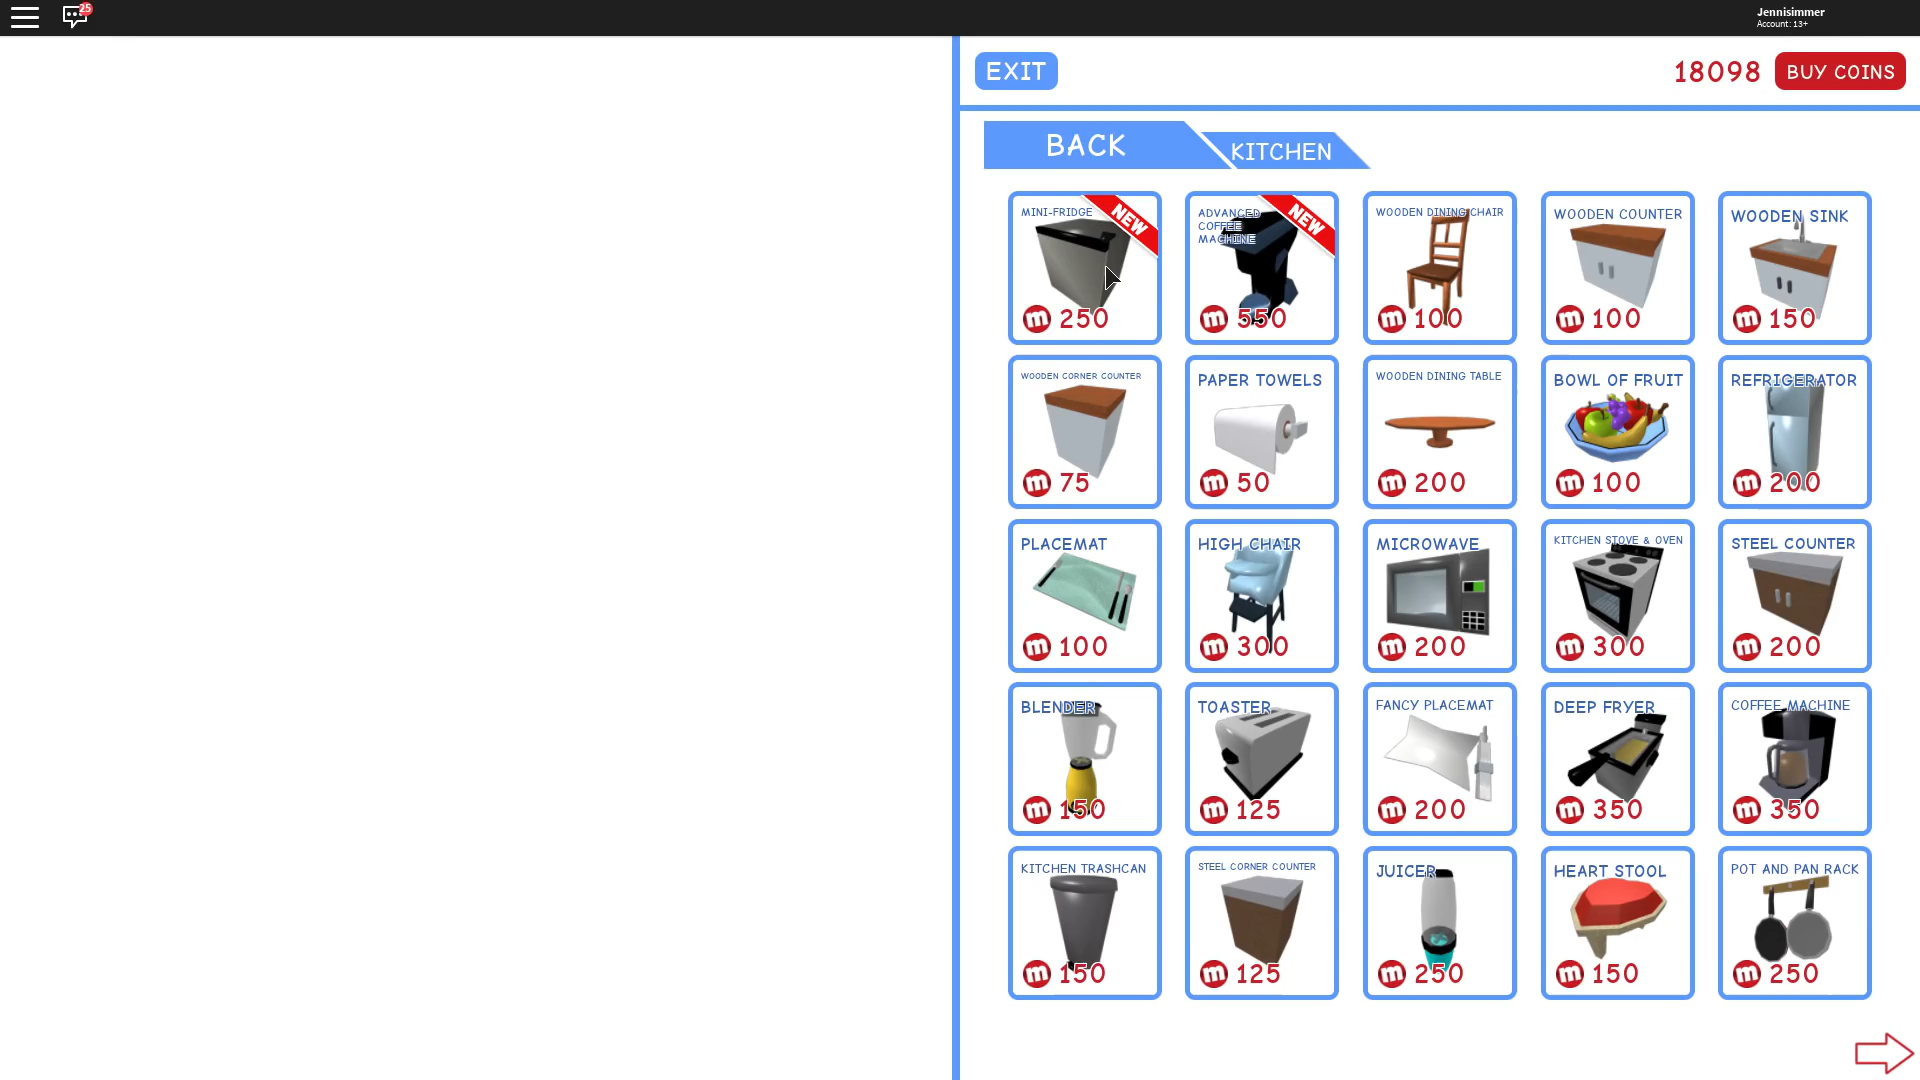 25
Jennisimmer
Account: 13+
EXIT
18098
BUY COINS
BACK
KITCHEN
MINI-FRIDGE
NEW
m 250
ADVANCED
COFFEE
MACHINE
NEW
m 550
WOODEN DINING CHAIR
m 100
WOODEN COUNTER
m 100
WOODEN SINK
m 150
WOODEN CORNER COUNTER
m 75
PAPER TOWELS
m 50
WOODEN DINING TABLE
m 200
BOWL OF FRUIT
m 100
REFRIGERATOR
m 200
PLACEMAT
m 100
HIGH CHAIR
m 300
MICROWAVE
m 200
KITCHEN STOVE & OVEN
m 300
STEEL COUNTER
m 200
BLENDER
m 150
TOASTER
m 125
FANCY PLACEMAT
m 200
DEEP FRYER
m 350
COFFEE MACHINE
m 350
KITCHEN TRASHCAN
m 150
STEEL CORNER COUNTER
m 125
JUICER
m 250
HEART STOOL
m 150
POT AND PAN RACK
m 250